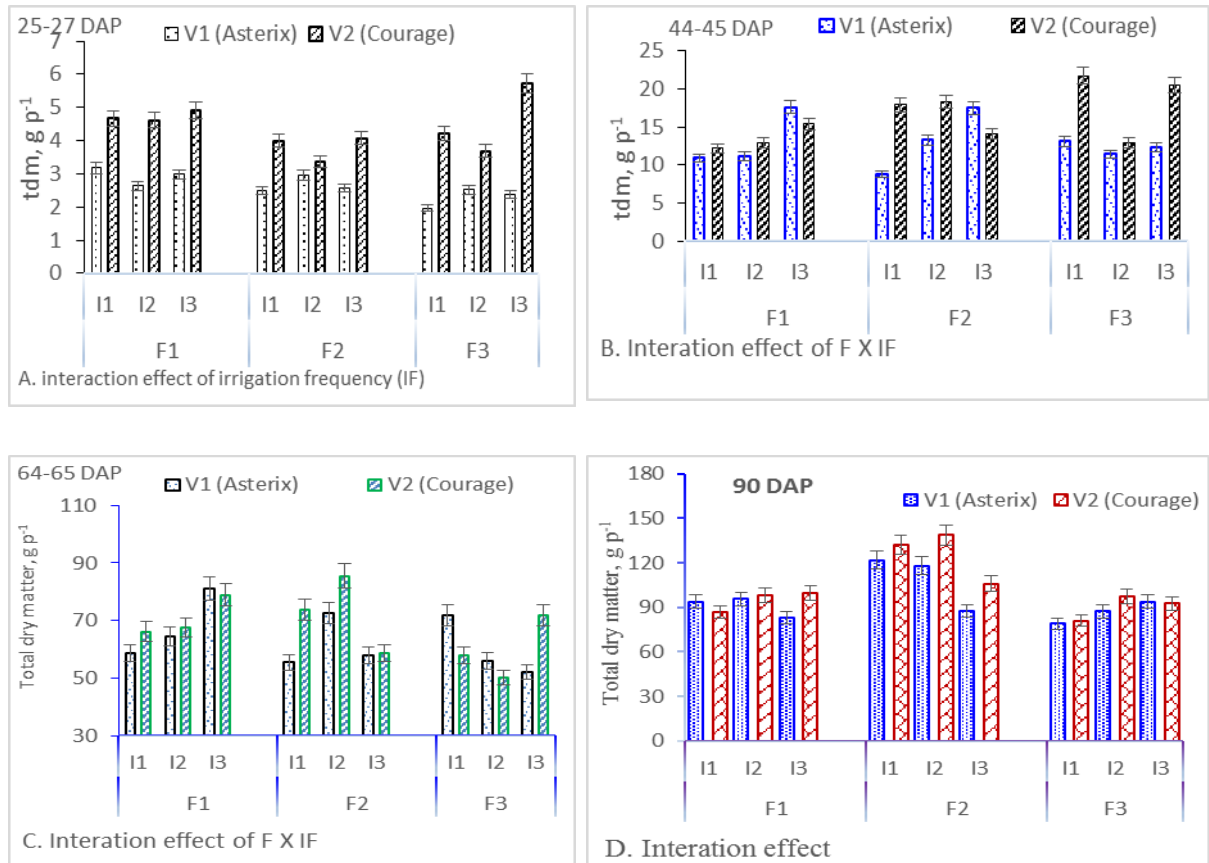 25-27 DAP
V1 (Asterix) V2 (Courage)
7
6
5
4
3
2
1
0
tdm, g p-1
I1 I2 I3 I1 I2 I3 I1 I2 I3
F1 F2 F3
A. interaction effect of irrigation frequency (IF)
44-45 DAP
V1 (Asterix) V2 (Courage)
25
20
15
10
5
0
tdm, g p-1
I1 I2 I3 I1 I2 I3 I1 I2 I3
F1 F2 F3
B. Interation effect of F X IF
64-65 DAP
V1 (Asterix) V2 (Courage)
110
90
70
50
30
Total dry matter, g p-1
I1 I2 I3 I1 I2 I3 I1 I2 I3
F1 F2 F3
C. Interation effect of F X IF
90 DAP
V1 (Asterix) V2 (Courage)
180
150
120
90
60
30
0
Total dry matter, g p-1
I1 I2 I3 I1 I2 I3 I1 I2 I3
F1 F2 F3
D. Interation effect